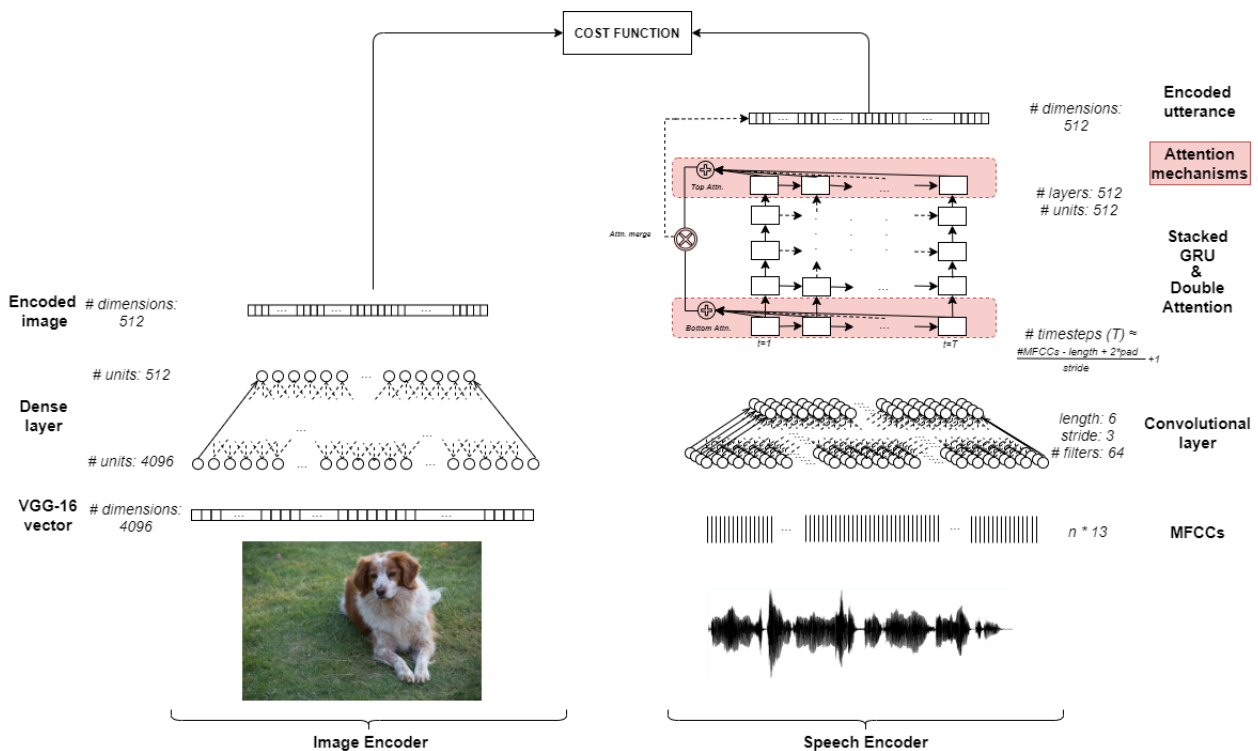 COST FUNCTION
# dimensions:
512
Encoded
utterance
Attention
mechanisms
Top Attn.
# layers: 512
# units: 512
Attn. merge
Stacked
GRU
&
Double
Attention
Bottom Attn.
t=1
t=T
# timesteps (T) ≈
#MFCCs - length + 2*pad
stride
+1
Encoded
image
# dimensions:
512
# units: 512
Dense
layer
# units: 4096
length: 6
stride: 3
# filters: 64
Convolutional
layer
VGG-16
vector
# dimensions:
4096
n * 13
MFCCs
Image Encoder
Speech Encoder